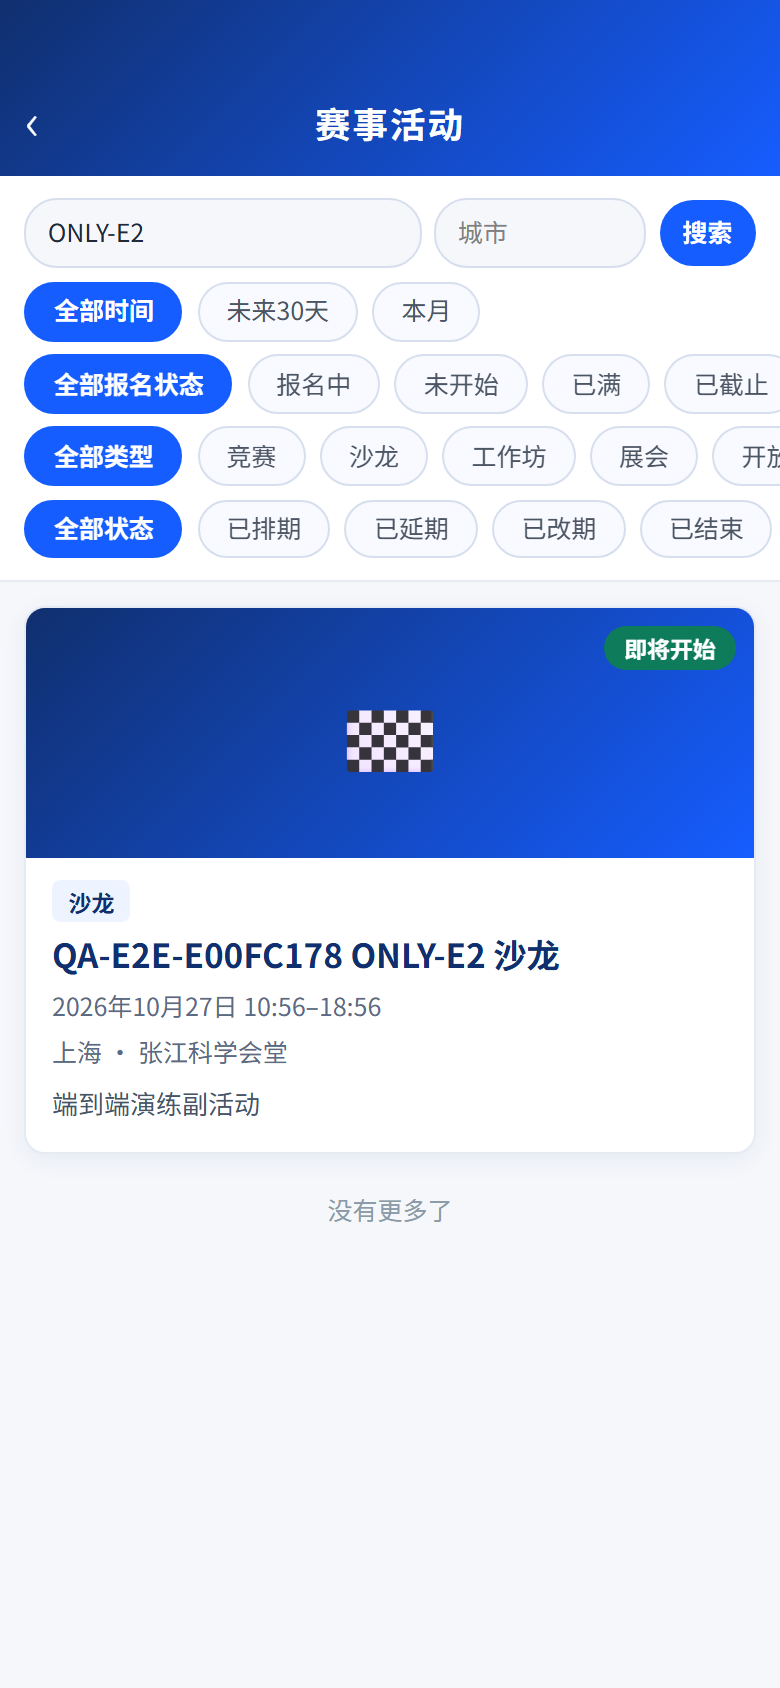 ‹ 赛事活动
ONLY-E2 城市 搜索
全部时间 未来30天 本月
全部报名状态 报名中 未开始 已满 已截止
全部类型 竞赛 沙龙 工作坊 展会 开放
全部状态 已排期 已延期 已改期 已结束
即将开始
沙龙
QA-E2E-E00FC178 ONLY-E2 沙龙
2026年10月27日 10:56–18:56
上海 · 张江科学会堂
端到端演练副活动
没有更多了